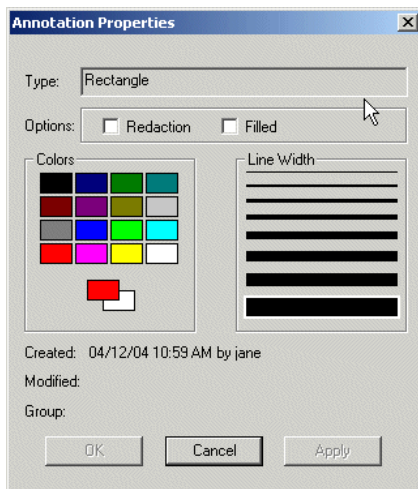 Annotation Properties
Type: Rectangle
Options: Redaction Filled
Colors Line Width
Created: 04/12/04 10:59 AM by jane
Modified:
Group:
OK Cancel Apply